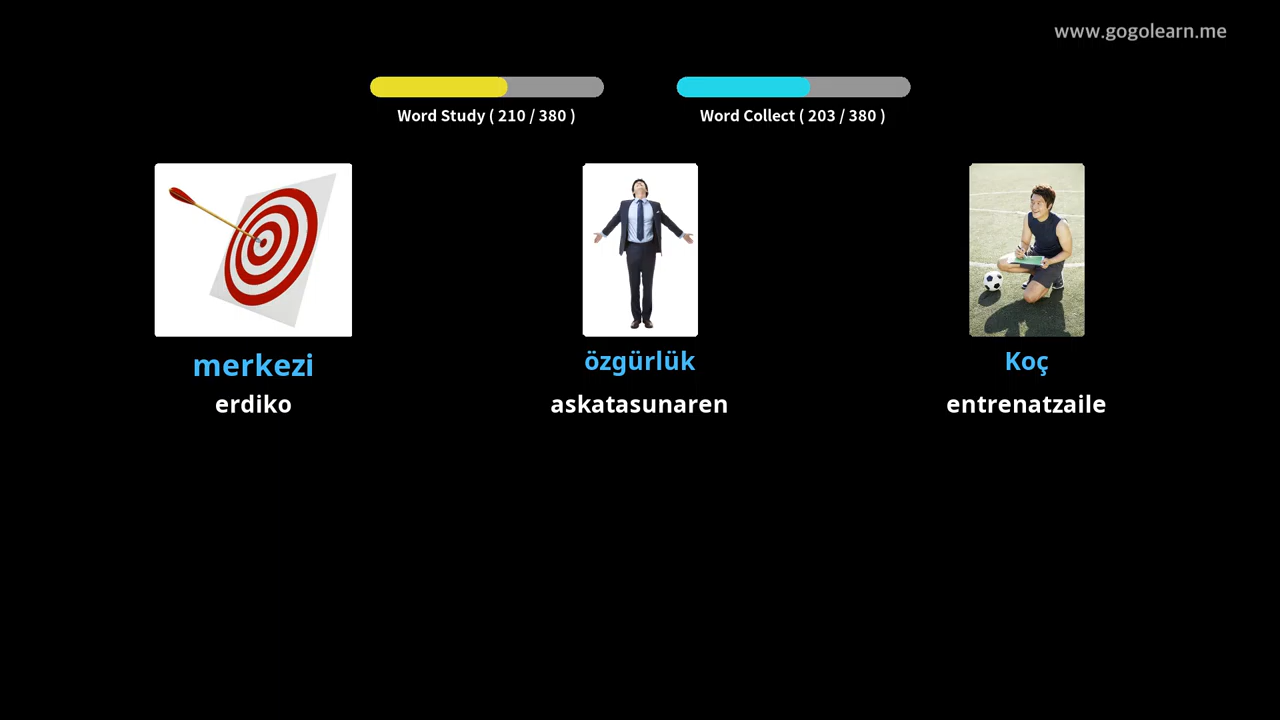 www.gogolearn.me
Word Study ( 210 / 380 )
Word Collect ( 203 / 380 )
merkezi
özgürlük
Koç
erdiko
askatasunaren
entrenatzaile